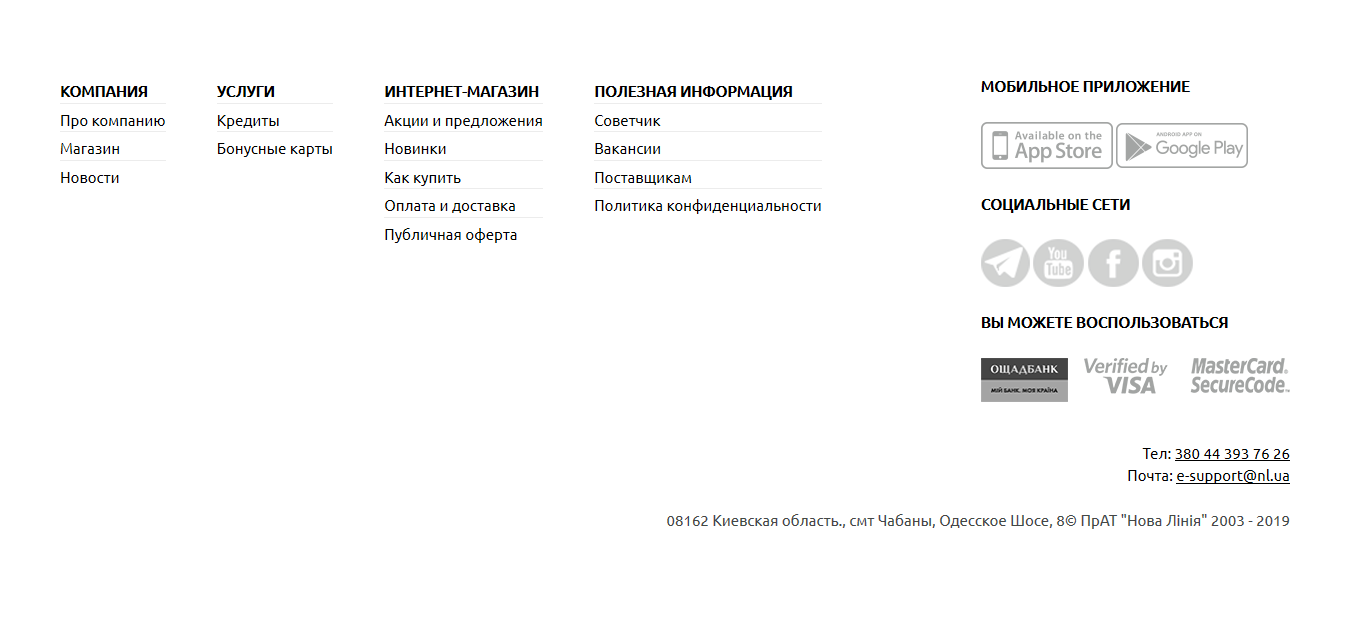 КОМПАНИЯ
Про компанию
Магазин
Новости
УСЛУГИ
Кредиты
Бонусные карты
ИНТЕРНЕТ-МАГАЗИН
Акции и предложения
Новинки
Как купить
Оплата и доставка
Публичная оферта
ПОЛЕЗНАЯ ИНФОРМАЦИЯ
Советчик
Вакансии
Поставщикам
Политика конфиденциальности
МОБИЛЬНОЕ ПРИЛОЖЕНИЕ
Available on the
App Store
ANDROID APP ON
Google Play
СОЦИАЛЬНЫЕ СЕТИ
You
Tube
ВЫ МОЖЕТЕ ВОСПОЛЬЗОВАТЬСЯ
ОЩАДБАНК
МІЙ БАНК. МОЯ КРАЇНА
Verified by
VISA
MasterCard.
SecureCode™
Тел: 380 44 393 76 26
Почта: e-support@nl.ua
08162 Киевская область., смт Чабаны, Одесское Шосе, 8© ПрАТ "Нова Лінія" 2003 - 2019